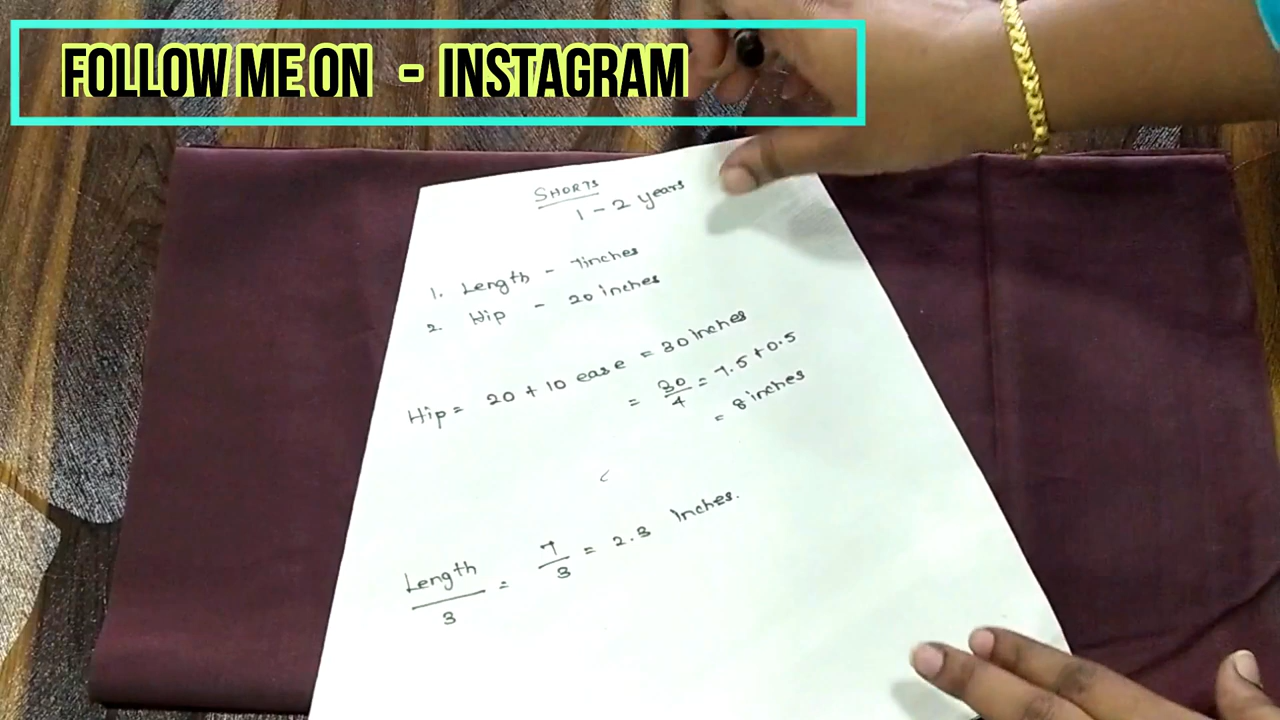 FOLLOW ME ON - INSTAGRAM
SHORTS
1 - 2 years
1. Length - 7inches
2. Hip - 20 inches
Hip = 20 + 10 ease = 30 inches
= 30/4 = 7.5 + 0.5
= 8 inches
Length/3 = 7/3 = 2.3 inches.